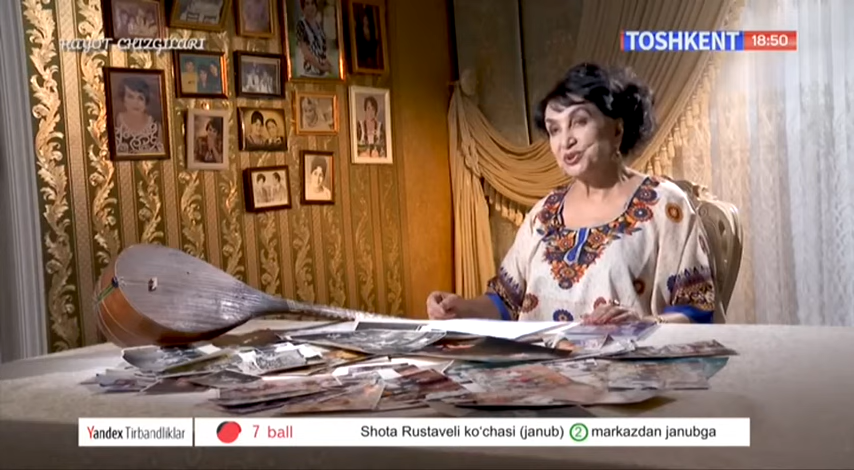 HAYOT CHIZGILARI
TOSHKENT 18:50
Yandex Tirbandliklar 7 ball Shota Rustaveli ko'chasi (janub) 2 markazdan janubga